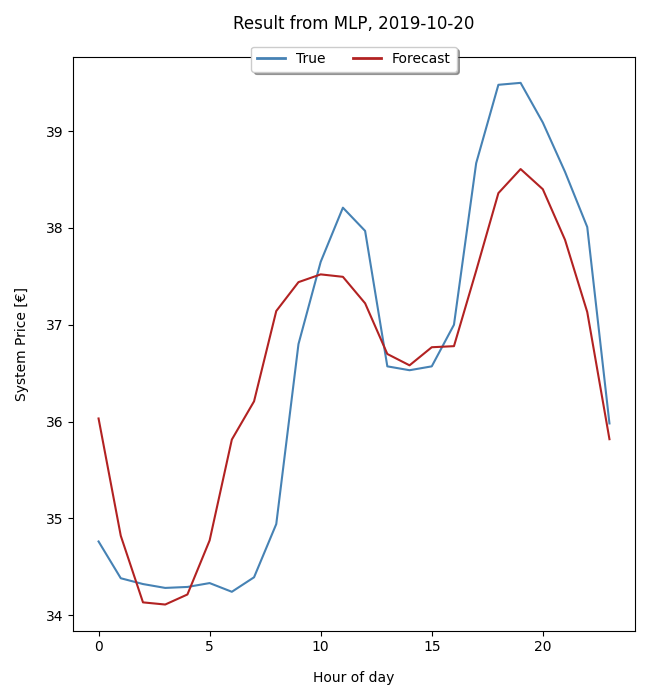 Result from MLP, 2019-10-20
True Forecast
39
38
37
36
35
34
System Price [€]
0 5 10 15 20
Hour of day